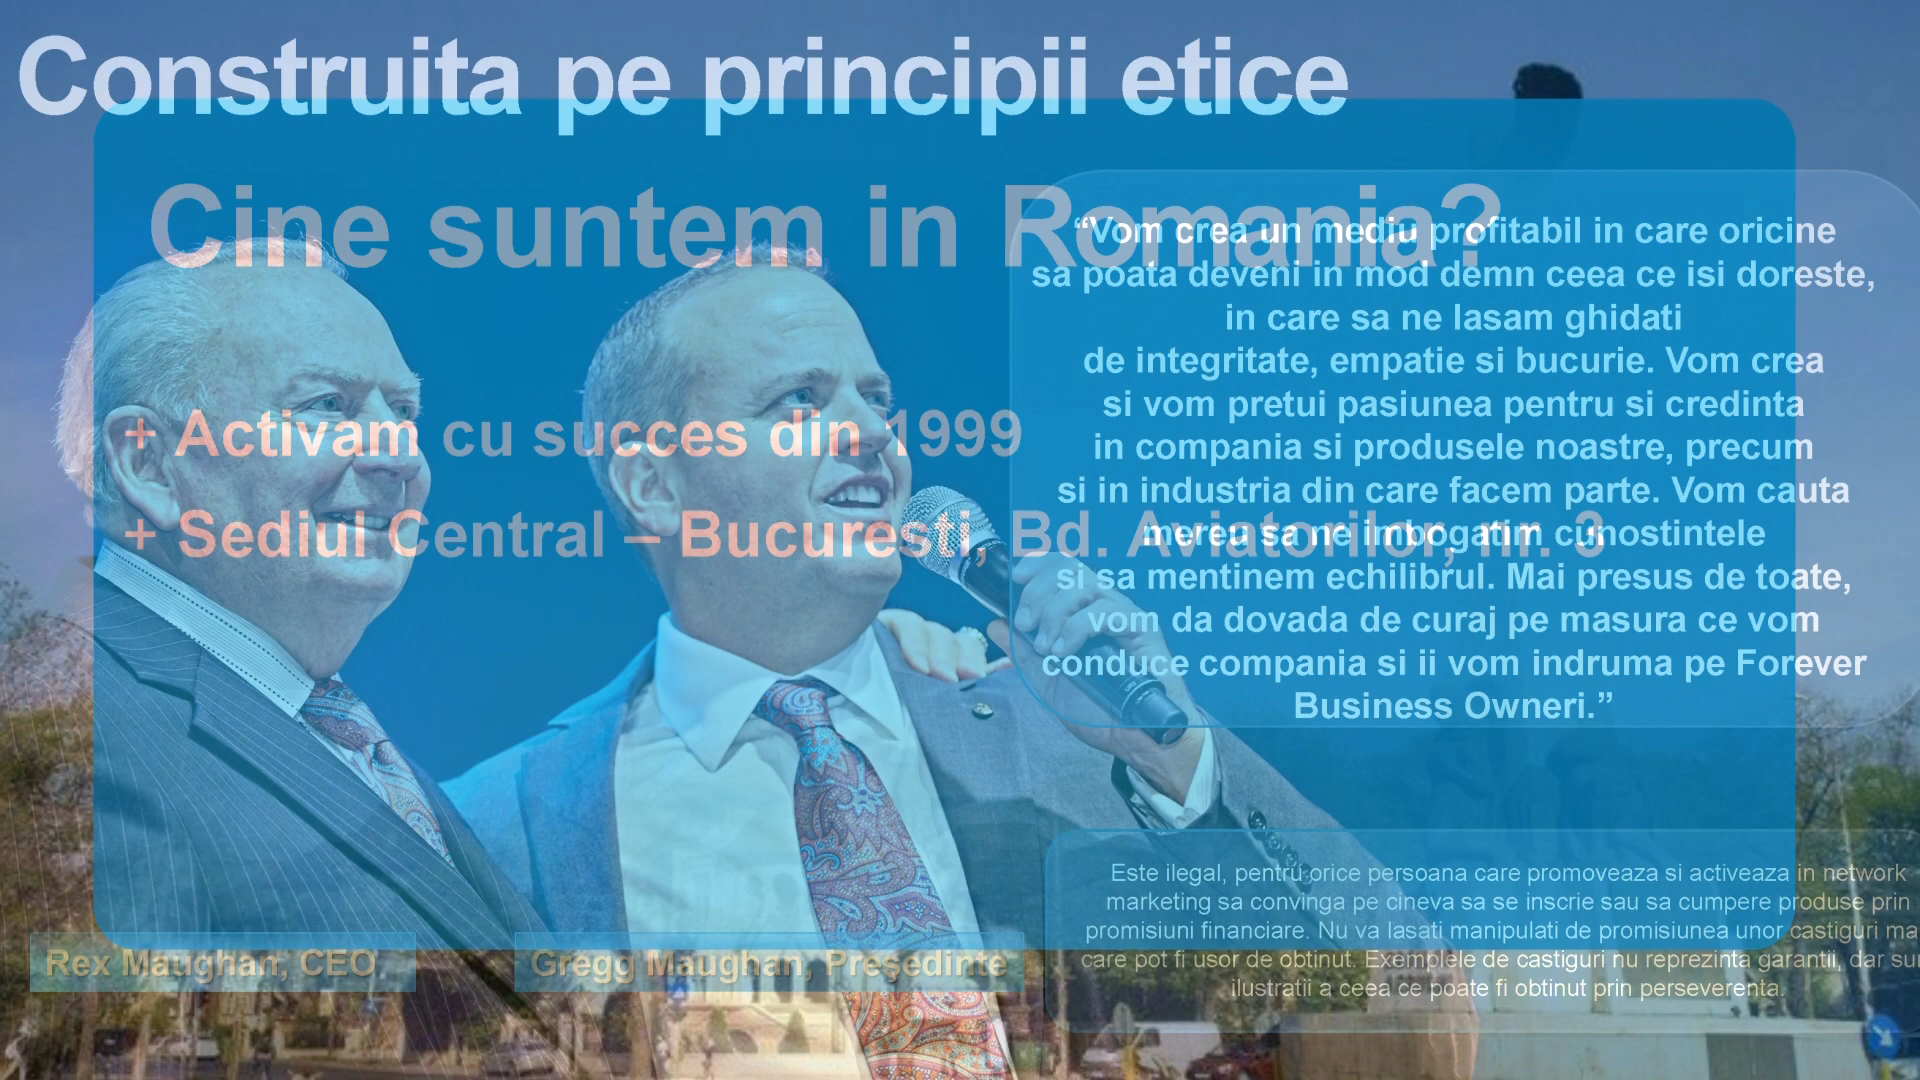 Construita pe principii etice
Cine suntem in Romania?
+ Activam cu succes din 1999
+ Sediul Central – Bucuresti, Bd. Aviatorilor, nr. 3
“Vom crea un mediu profitabil in care oricine
sa poata deveni in mod demn ceea ce isi doreste,
in care sa ne lasam ghidati
de integritate, empatie si bucurie. Vom crea
si vom pretui pasiunea pentru si credinta
in compania si produsele noastre, precum
si in industria din care facem parte. Vom cauta
mereu sa ne imbogatim cunostintele
si sa mentinem echilibrul. Mai presus de toate,
vom da dovada de curaj pe masura ce vom
conduce compania si ii vom indruma pe Forever
Business Owneri.”
Este ilegal, pentru orice persoana care promoveaza si activeaza in network
marketing sa convinga pe cineva sa se inscrie sau sa cumpere produse prin
promisiuni financiare. Nu va lasati manipulati de promisiunea unor castiguri ma
care pot fi usor de obtinut. Exemplele de castiguri nu reprezinta garantii, dar su
ilustratii a ceea ce poate fi obtinut prin perseverenta.
Rex Maughan, CEO
Gregg Maughan, Preşedinte